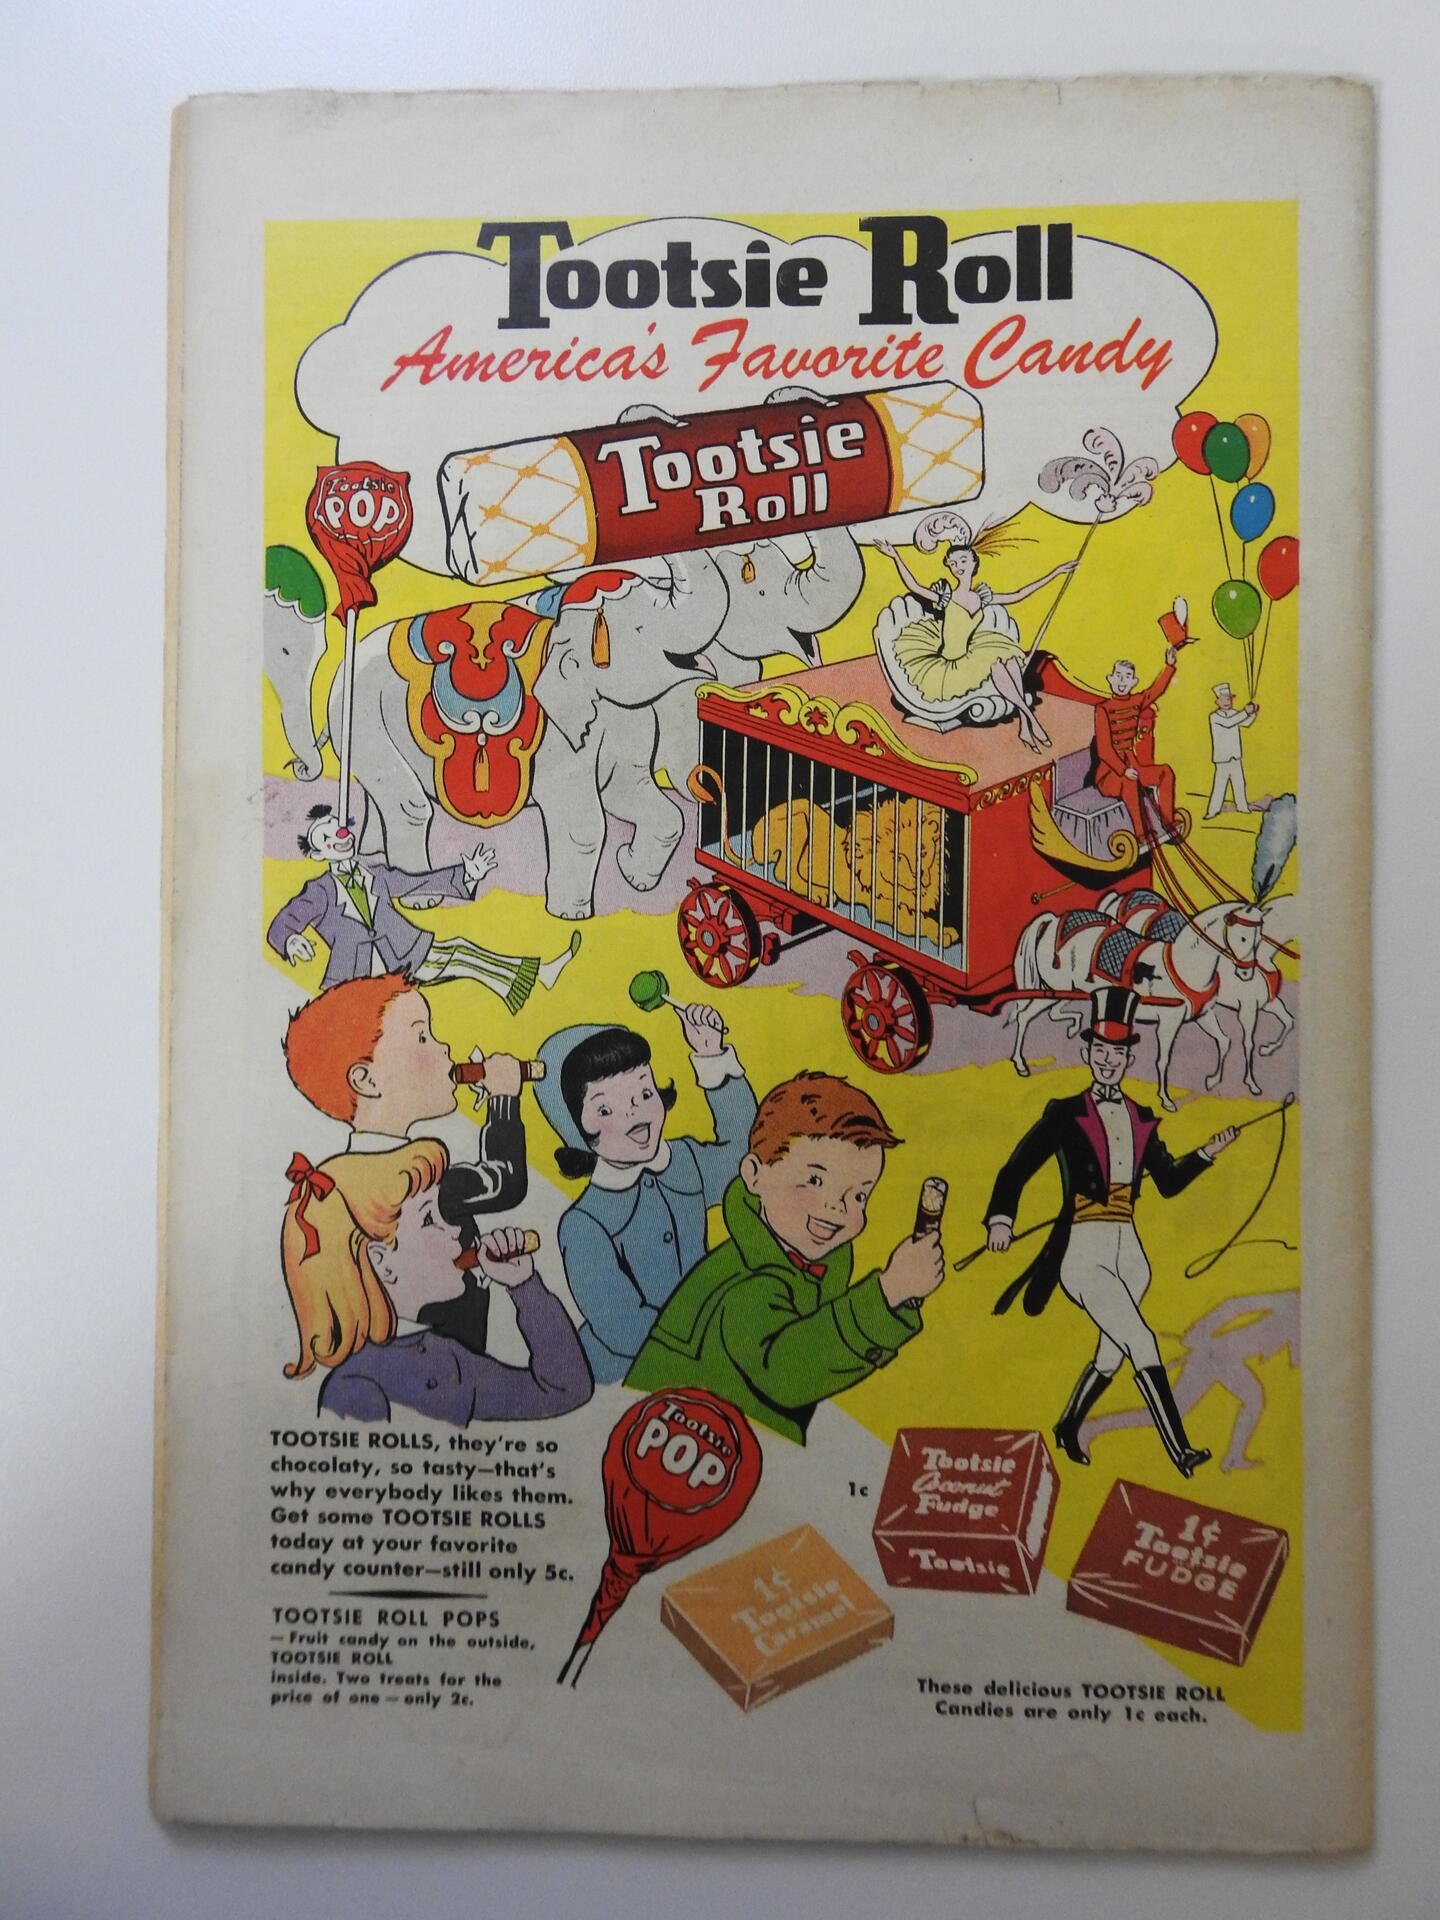 Tootsie Roll
America's Favorite Candy
Tootsie
Roll
Tootsie
POP
TOOTSIE ROLLS, they're so
chocolaty, so tasty—that's
why everybody likes them.
Get some TOOTSIE ROLLS
today at your favorite
candy counter—still only 5c.
TOOTSIE ROLL POPS
— Fruit candy on the outside,
TOOTSIE ROLL
inside. Two treats for the
price of one — only 2c.
Tootsie
POP
1¢
Tootsie
Caramel
1c
Tootsie
Coconut
Fudge
Tootsie
1¢
Tootsie
FUDGE
These delicious TOOTSIE ROLL
Candies are only 1c each.